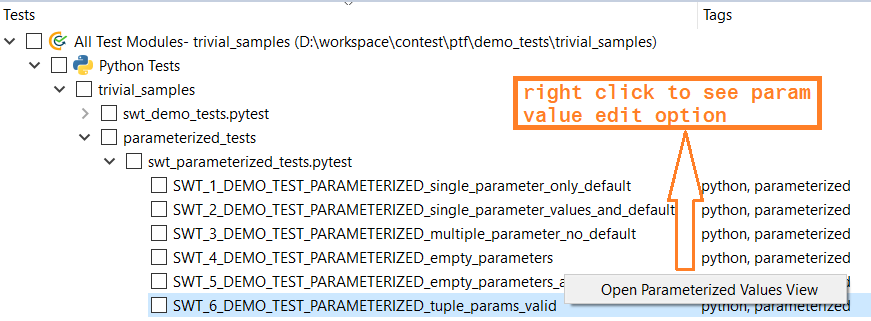 Tests Tags
All Test Modules- trivial_samples (D:\workspace\contest\ptf\demo_tests\trivial_samples)
Python Tests
trivial_samples
right click to see param
value edit option
swt_demo_tests.pytest
parameterized_tests
swt_parameterized_tests.pytest
SWT_1_DEMO_TEST_PARAMETERIZED_single_parameter_only_default python, parameterized
SWT_2_DEMO_TEST_PARAMETERIZED_single_parameter_values_and_default python, parameterized
SWT_3_DEMO_TEST_PARAMETERIZED_multiple_parameter_no_default python, parameterized
SWT_4_DEMO_TEST_PARAMETERIZED_empty_parameters python, parameterized
SWT_5_DEMO_TEST_PARAMETERIZED_empty_parameters_a python, parameterized
Open Parameterized Values View
SWT_6_DEMO_TEST_PARAMETERIZED_tuple_params_valid python, parameterized